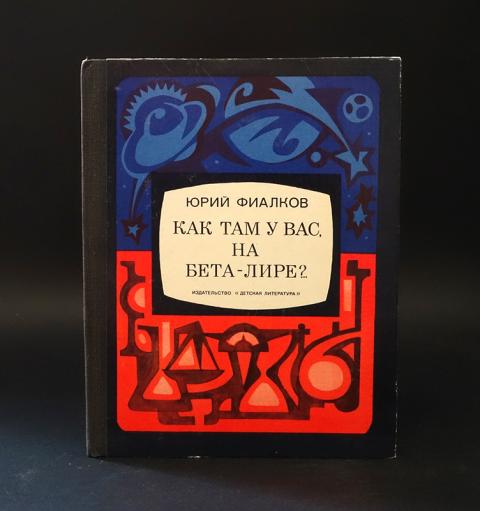 ЮРИЙ ФИАЛКОВ
КАК ТАМ У ВАС,
НА
БЕТА-ЛИРЕ?..
ИЗДАТЕЛЬСТВО «ДЕТСКАЯ ЛИТЕРАТУРА»